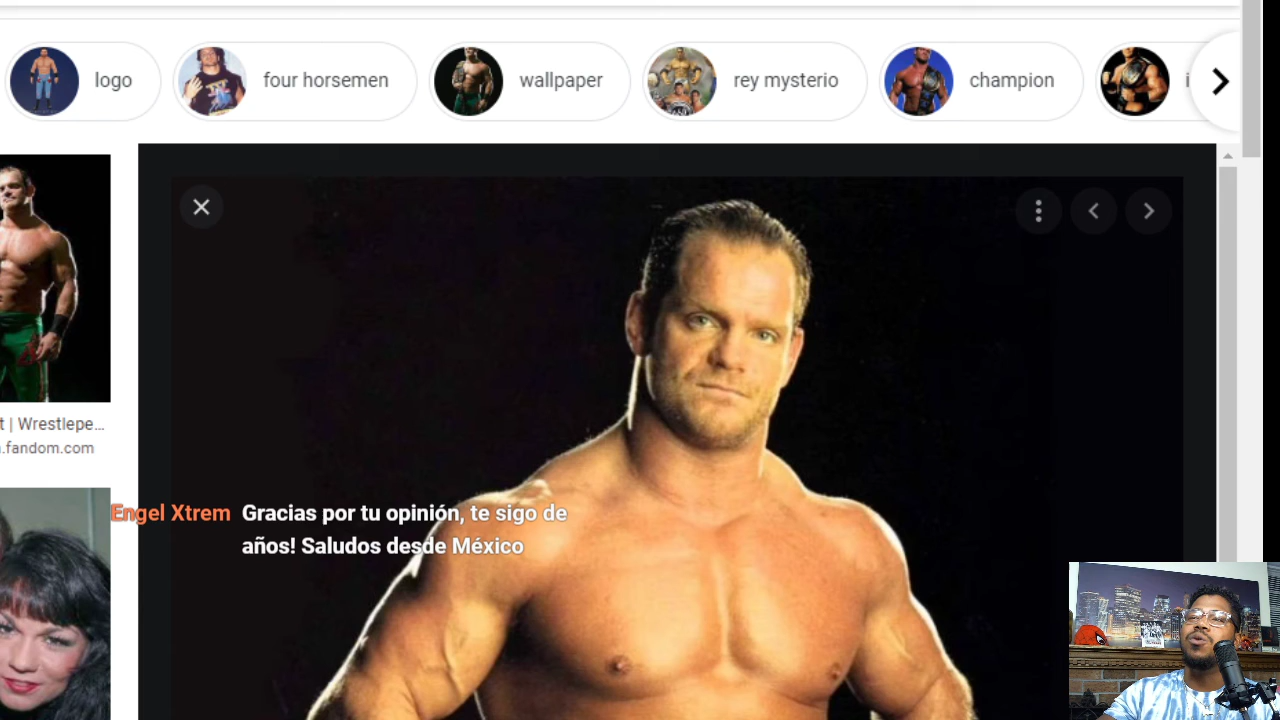 logo
four horsemen
wallpaper
rey mysterio
champion
i
t | Wrestlepe...
.fandom.com
Engel Xtrem Gracias por tu opinión, te sigo de
años! Saludos desde México